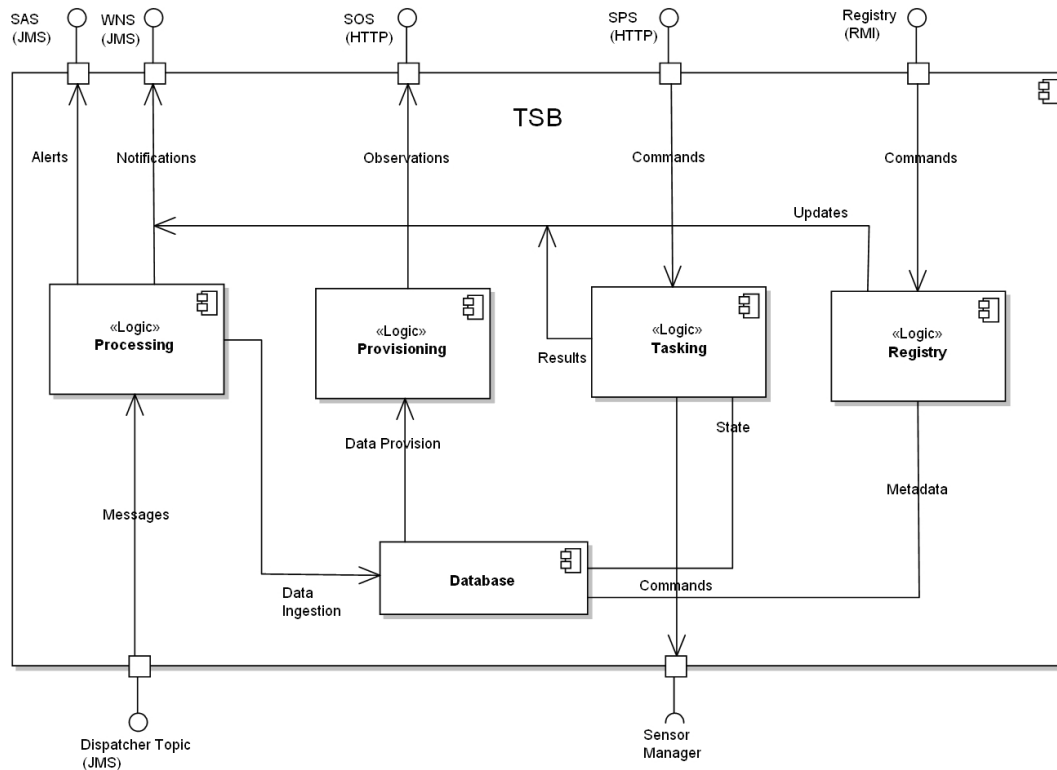 SAS
(JMS)
WNS
(JMS)
SOS
(HTTP)
SPS
(HTTP)
Registry
(RMI)
TSB
Alerts
Notifications
Observations
Commands
Commands
Updates
«Logic»
Processing
«Logic»
Provisioning
«Logic»
Tasking
«Logic»
Registry
Results
State
Data Provision
Metadata
Messages
Database
Commands
Data
Ingestion
Dispatcher Topic
(JMS)
Sensor
Manager